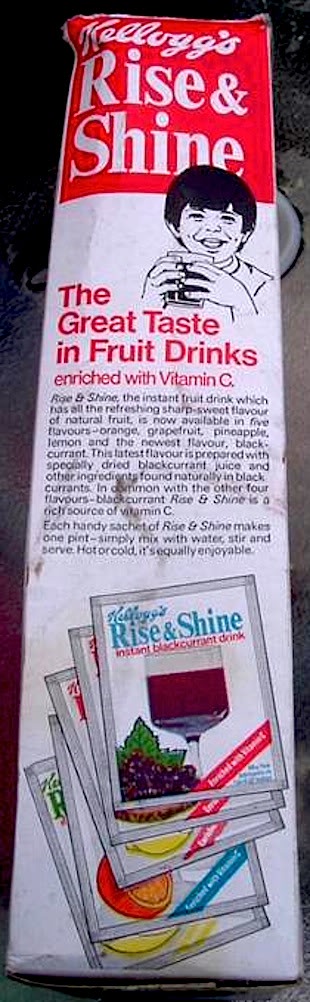 Kellogg's
Rise &
Shine
The
Great Taste
in Fruit Drinks
enriched with Vitamin C.
Rise & Shine, the instant fruit drink which
has all the refreshing sharp-sweet flavour
of natural fruit, is now available in five
flavours-orange, grapefruit, pineapple,
lemon and the newest flavour, black-
currant. This latest flavour is prepared with
specially dried blackcurrant juice and
other ingredients found naturally in black
currants. In common with the other four
flavours-blackcurrant Rise & Shine is a
rich source of vitamin C.
Each handy sachet of Rise & Shine makes
one pint-simply mix with water, stir and
serve. Hot or cold, it's equally enjoyable.
Kellogg's
Rise & Shine
instant blackcurrant drink
Enriched with Vitamin C
Enriched with Vitamin C